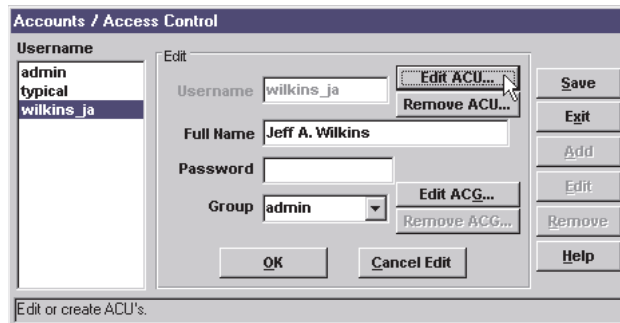 Accounts / Access Control
Username
admin
typical
wilkins_ja
Edit
Username wilkins_ja
Edit ACU...
Remove ACU...
Full Name Jeff A. Wilkins
Password
Group admin
Edit ACG...
Remove ACG...
OK Cancel Edit
Save
Exit
Add
Edit
Remove
Help
Edit or create ACU's.